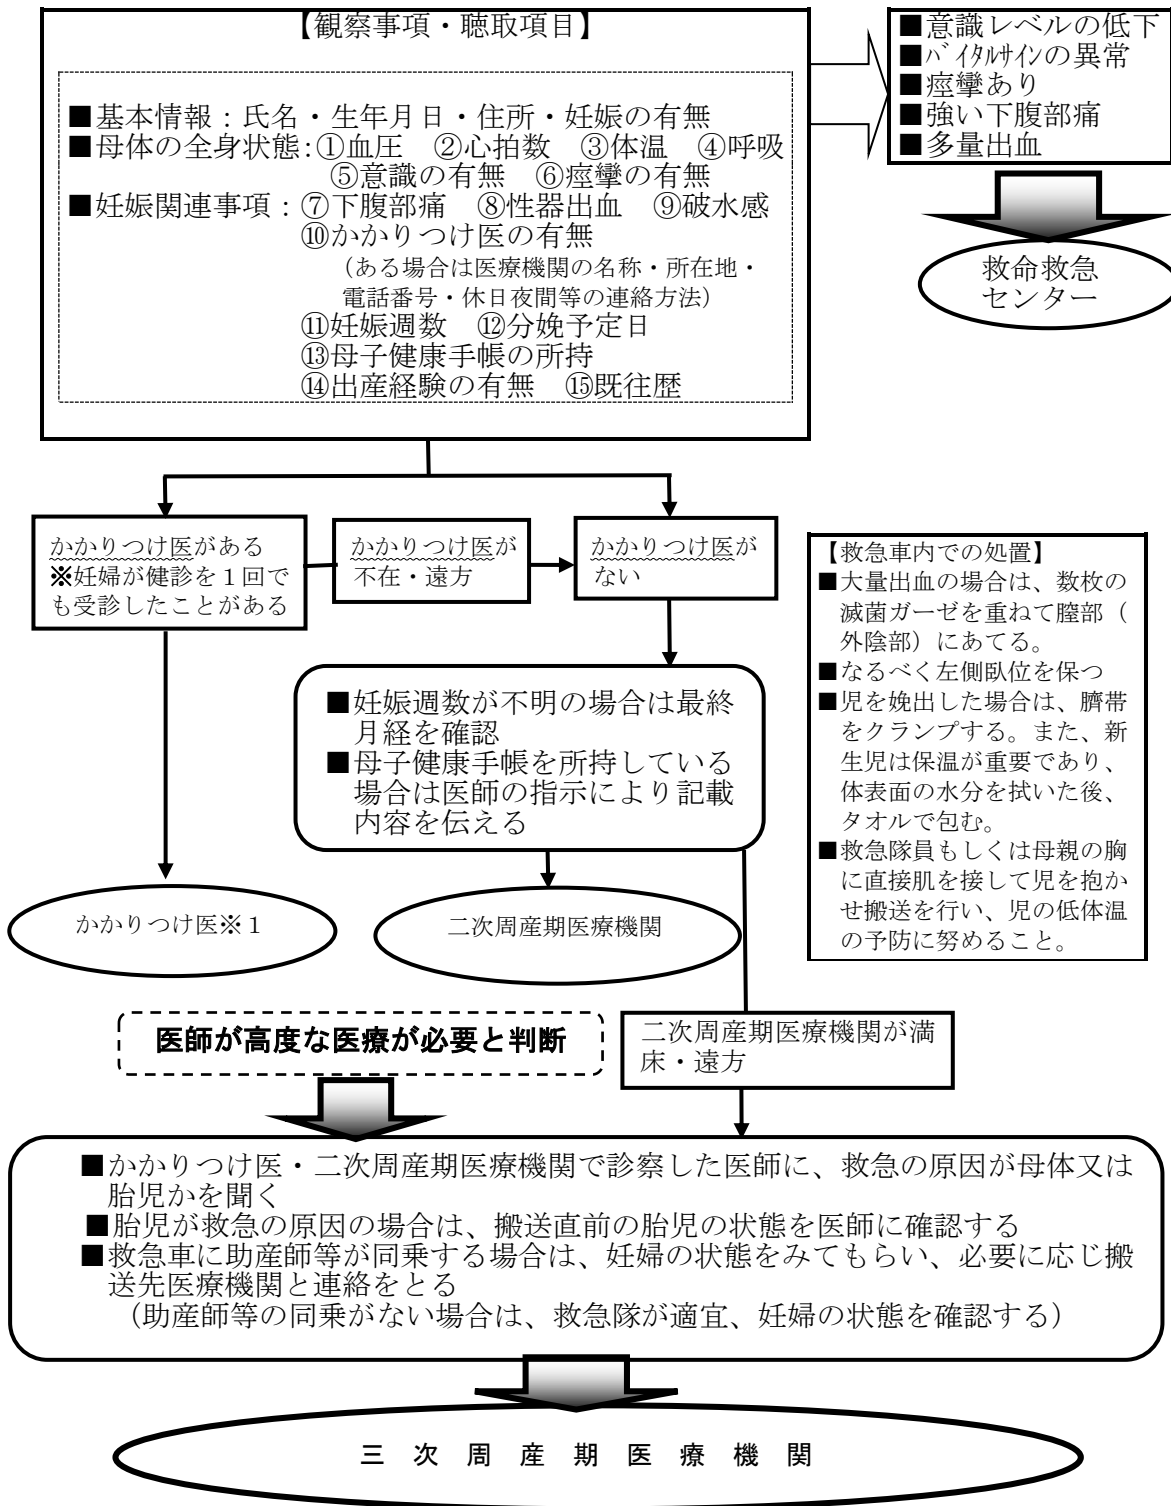 【観察事項・聴取項目】
■基本情報：氏名・生年月日・住所・妊娠の有無
■母体の全身状態：①血圧　②心拍数　③体温　④呼吸
⑤意識の有無　⑥痙攣の有無
■妊娠関連事項：⑦下腹部痛　⑧性器出血　⑨破水感
⑩かかりつけ医の有無
（ある場合は医療機関の名称・所在地・
電話番号・休日夜間等の連絡方法）
⑪妊娠週数　⑫分娩予定日
⑬母子健康手帳の所持
⑭出産経験の有無　⑮既往歴
■意識レベルの低下
■ﾊﾞｲﾀﾙｻｲﾝの異常
■痙攣あり
■強い下腹部痛
■多量出血
救命救急
センター
かかりつけ医がある
※妊婦が健診を１回で
も受診したことがある
かかりつけ医が
不在・遠方
かかりつけ医が
ない
【救急車内での処置】
■大量出血の場合は、数枚の
滅菌ガーゼを重ねて膣部（
外陰部）にあてる。
■なるべく左側臥位を保つ
■児を娩出した場合は、臍帯
をクランプする。また、新
生児は保温が重要であり、
体表面の水分を拭いた後、
タオルで包む。
■救急隊員もしくは母親の胸
に直接肌を接して児を抱か
せ搬送を行い、児の低体温
の予防に努めること。
■妊娠週数が不明の場合は最終
月経を確認
■母子健康手帳を所持している
場合は医師の指示により記載
内容を伝える
かかりつけ医※１
二次周産期医療機関
医師が高度な医療が必要と判断
二次周産期医療機関が満
床・遠方
■かかりつけ医・二次周産期医療機関で診察した医師に、救急の原因が母体又は
胎児かを聞く
■胎児が救急の原因の場合は、搬送直前の胎児の状態を医師に確認する
■救急車に助産師等が同乗する場合は、妊婦の状態をみてもらい、必要に応じ搬
送先医療機関と連絡をとる
（助産師等の同乗がない場合は、救急隊が適宜、妊婦の状態を確認する）
三　次　周　産　期　医　療　機　関